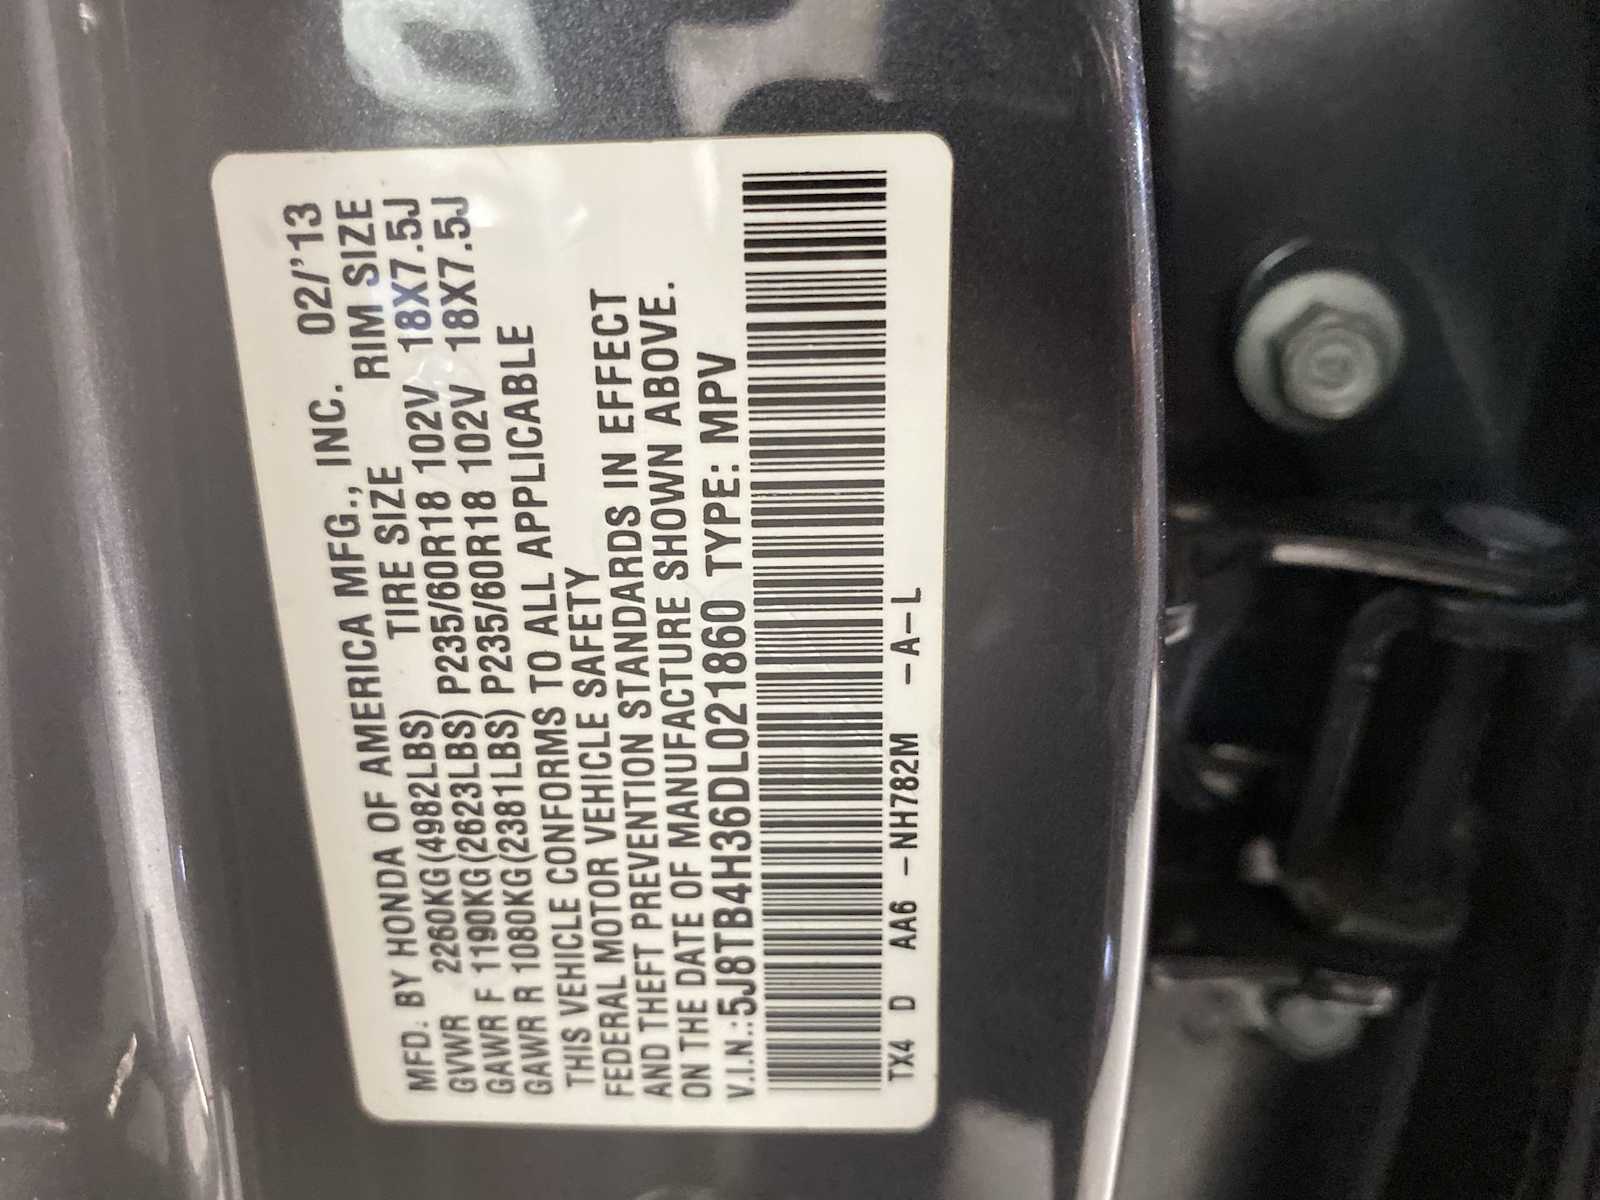 MFD. BY HONDA OF AMERICA MFG., INC. 02/'13
TIRE SIZE RIM SIZE
GVWR 2260KG(4982LBS)
GAWR F 1190KG(2623LBS) P235/60R18 102V 18X7.5J
GAWR R 1080KG(2381LBS) P235/60R18 102V 18X7.5J
THIS VEHICLE CONFORMS TO ALL APPLICABLE
FEDERAL MOTOR VEHICLE SAFETY
AND THEFT PREVENTION STANDARDS IN EFFECT
ON THE DATE OF MANUFACTURE SHOWN ABOVE.
V.I.N.:5J8TB4H36DL021860 TYPE: MPV
TX4 D AA6 -NH782M -A-L